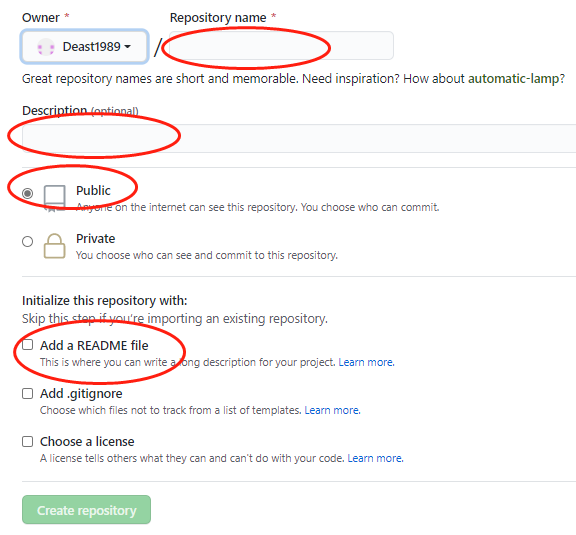 Owner * Repository name *
Deast1989 /
Great repository names are short and memorable. Need inspiration? How about automatic-lamp?
Description (optional)
Public
Anyone on the internet can see this repository. You choose who can commit.
Private
You choose who can see and commit to this repository.
Initialize this repository with:
Skip this step if you're importing an existing repository.
Add a README file
This is where you can write a long description for your project. Learn more.
Add .gitignore
Choose which files not to track from a list of templates. Learn more.
Choose a license
A license tells others what they can and can't do with your code. Learn more.
Create repository